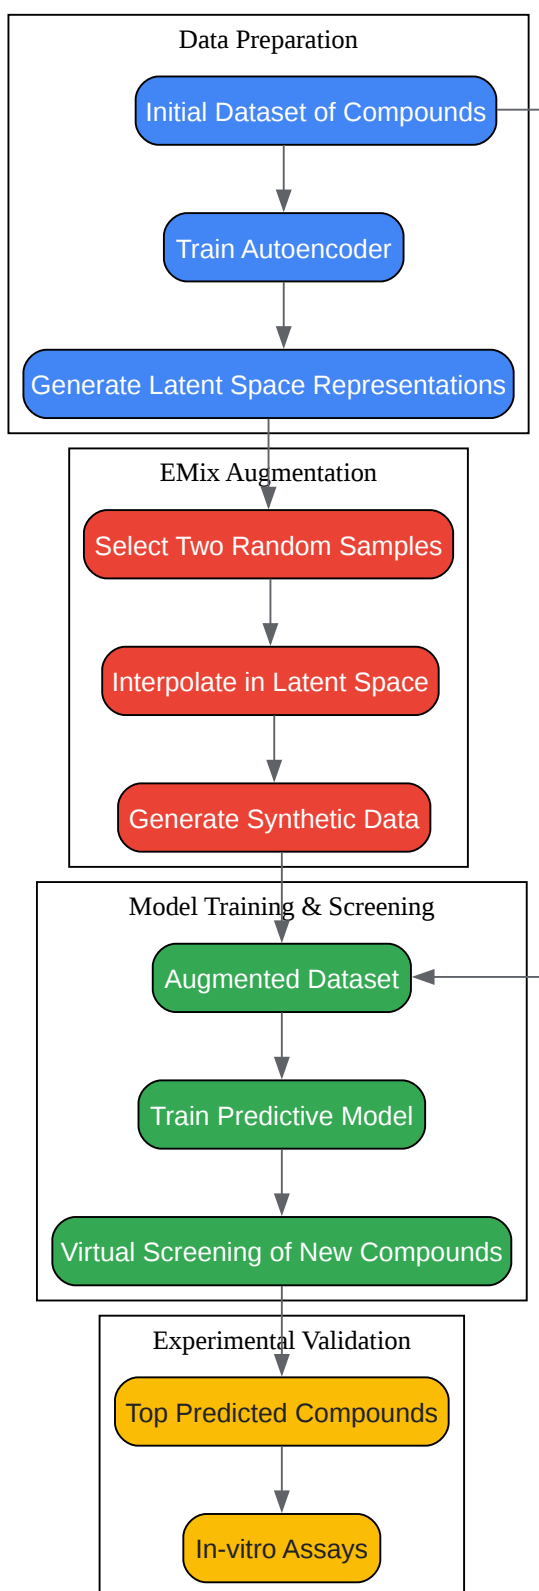 Data Preparation
Initial Dataset of Compounds
Train Autoencoder
Generate Latent Space Representations
EMix Augmentation
Select Two Random Samples
Interpolate in Latent Space
Generate Synthetic Data
Model Training & Screening
Augmented Dataset
Train Predictive Model
Virtual Screening of New Compounds
Experimental Validation
Top Predicted Compounds
In-vitro Assays